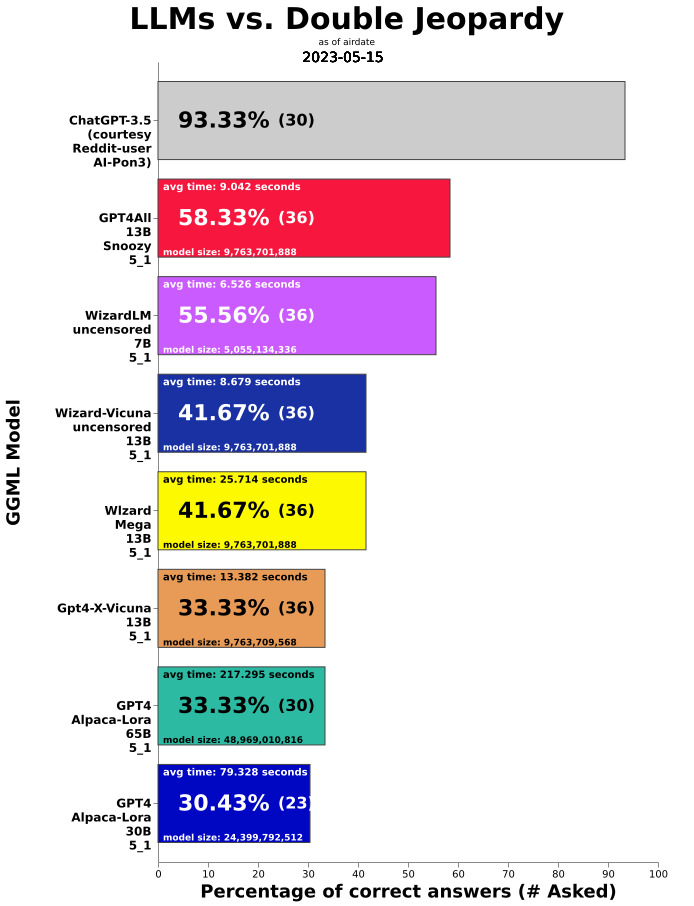 LLMs vs. Double Jeopardy
as of airdate
2023-05-15
GGML Model
ChatGPT-3.5
(courtesy
Reddit-user
AI-Pon3)
93.33% (30)
GPT4All
13B
Snoozy
5_1
avg time: 9.042 seconds
58.33% (36)
model size: 9,763,701,888
WizardLM
uncensored
7B
5_1
avg time: 6.526 seconds
55.56% (36)
model size: 5,055,134,336
Wizard-Vicuna
uncensored
13B
5_1
avg time: 8.679 seconds
41.67% (36)
model size: 9,763,701,888
WIzard
Mega
13B
5_1
avg time: 25.714 seconds
41.67% (36)
model size: 9,763,701,888
Gpt4-X-Vicuna
13B
5_1
avg time: 13.382 seconds
33.33% (36)
model size: 9,763,709,568
GPT4
Alpaca-Lora
65B
5_1
avg time: 217.295 seconds
33.33% (30)
model size: 48,969,010,816
GPT4
Alpaca-Lora
30B
5_1
avg time: 79.328 seconds
30.43% (23)
model size: 24,399,792,512
0 10 20 30 40 50 60 70 80 90 100
Percentage of correct answers (# Asked)